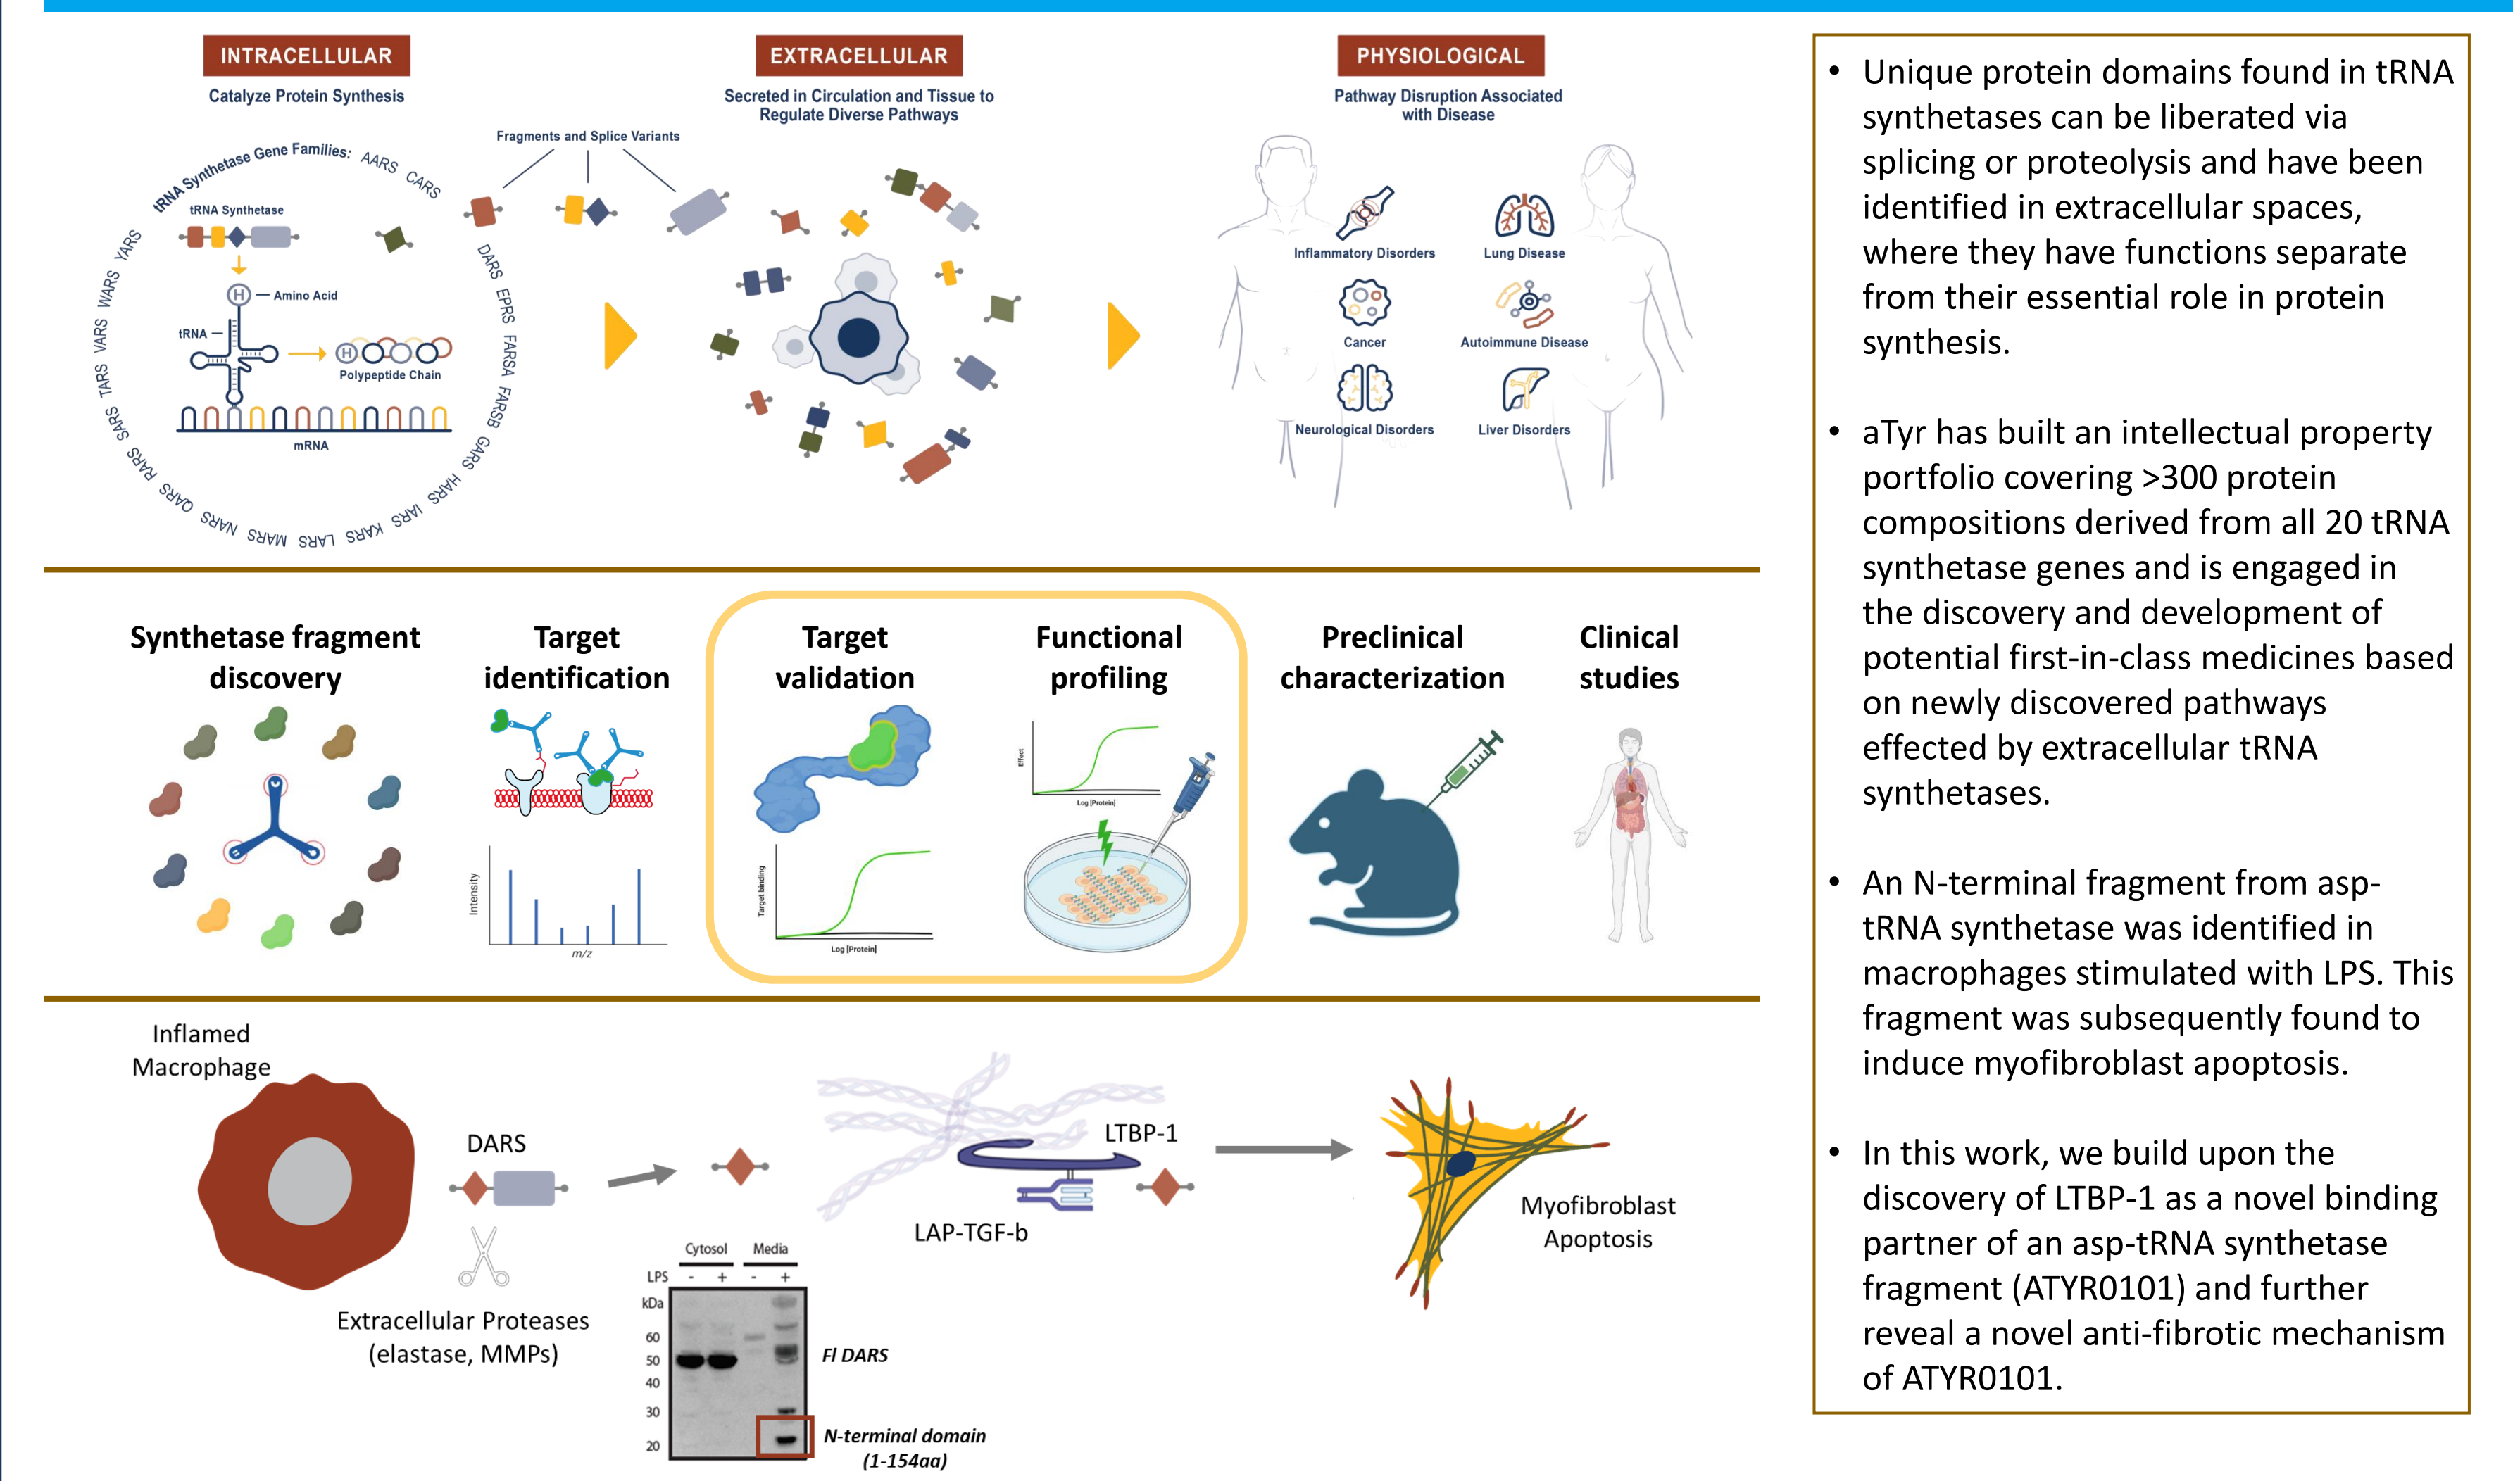 INTRACELLULAR
Catalyze Protein Synthesis
tRNA Synthetase Gene Families: AARS CARS DARS EPRS FARSA FARSB GARS HARS IARS KARS LARS MARS NARS QARS RARS SARS TARS VARS WARS YARS
tRNA Synthetase
H
Amino Acid
tRNA
H
Polypeptide Chain
mRNA
Fragments and Splice Variants
EXTRACELLULAR
Secreted in Circulation and Tissue to
Regulate Diverse Pathways
PHYSIOLOGICAL
Pathway Disruption Associated
with Disease
Inflammatory Disorders
Lung Disease
Cancer
Autoimmune Disease
Neurological Disorders
Liver Disorders
Synthetase fragment
discovery
Target
identification
Intensity
m/z
Target
validation
Target binding
Log [Protein]
Functional
profiling
Effect
Log [Protein]
Preclinical
characterization
Clinical
studies
Inflamed
Macrophage
DARS
Extracellular Proteases
(elastase, MMPs)
LTBP-1
LAP-TGF-b
Myofibroblast
Apoptosis
Cytosol Media
LPS - + - +
kDa
60
50
40
30
20
Fl DARS
N-terminal domain
(1-154aa)
• Unique protein domains found in tRNA
synthetases can be liberated via
splicing or proteolysis and have been
identified in extracellular spaces,
where they have functions separate
from their essential role in protein
synthesis.
• aTyr has built an intellectual property
portfolio covering >300 protein
compositions derived from all 20 tRNA
synthetase genes and is engaged in
the discovery and development of
potential first-in-class medicines based
on newly discovered pathways
effected by extracellular tRNA
synthetases.
• An N-terminal fragment from asp-
tRNA synthetase was identified in
macrophages stimulated with LPS. This
fragment was subsequently found to
induce myofibroblast apoptosis.
• In this work, we build upon the
discovery of LTBP-1 as a novel binding
partner of an asp-tRNA synthetase
fragment (ATYR0101) and further
reveal a novel anti-fibrotic mechanism
of ATYR0101.